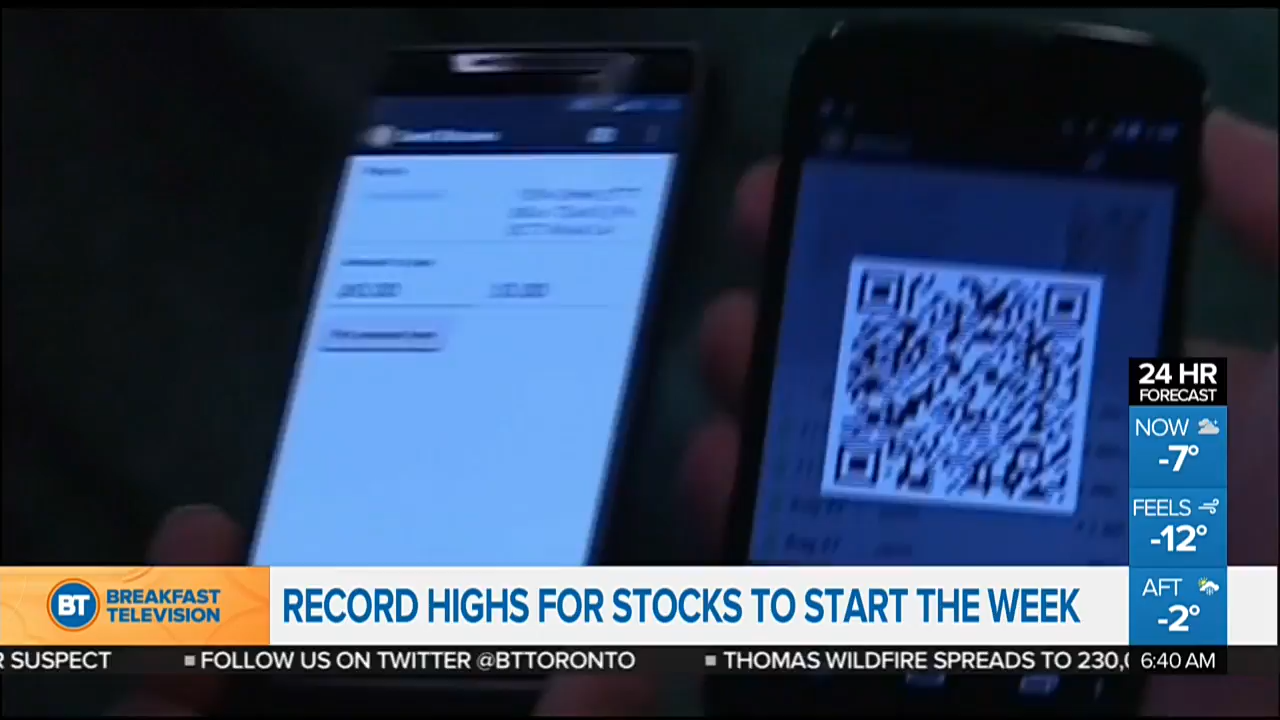 24 HR
FORECAST
NOW
-7°
FEELS
-12°
AFT
-2°
BT BREAKFAST
TELEVISION
RECORD HIGHS FOR STOCKS TO START THE WEEK
R SUSPECT ▪ FOLLOW US ON TWITTER @BTTORONTO ▪ THOMAS WILDFIRE SPREADS TO 230,0
6:40 AM